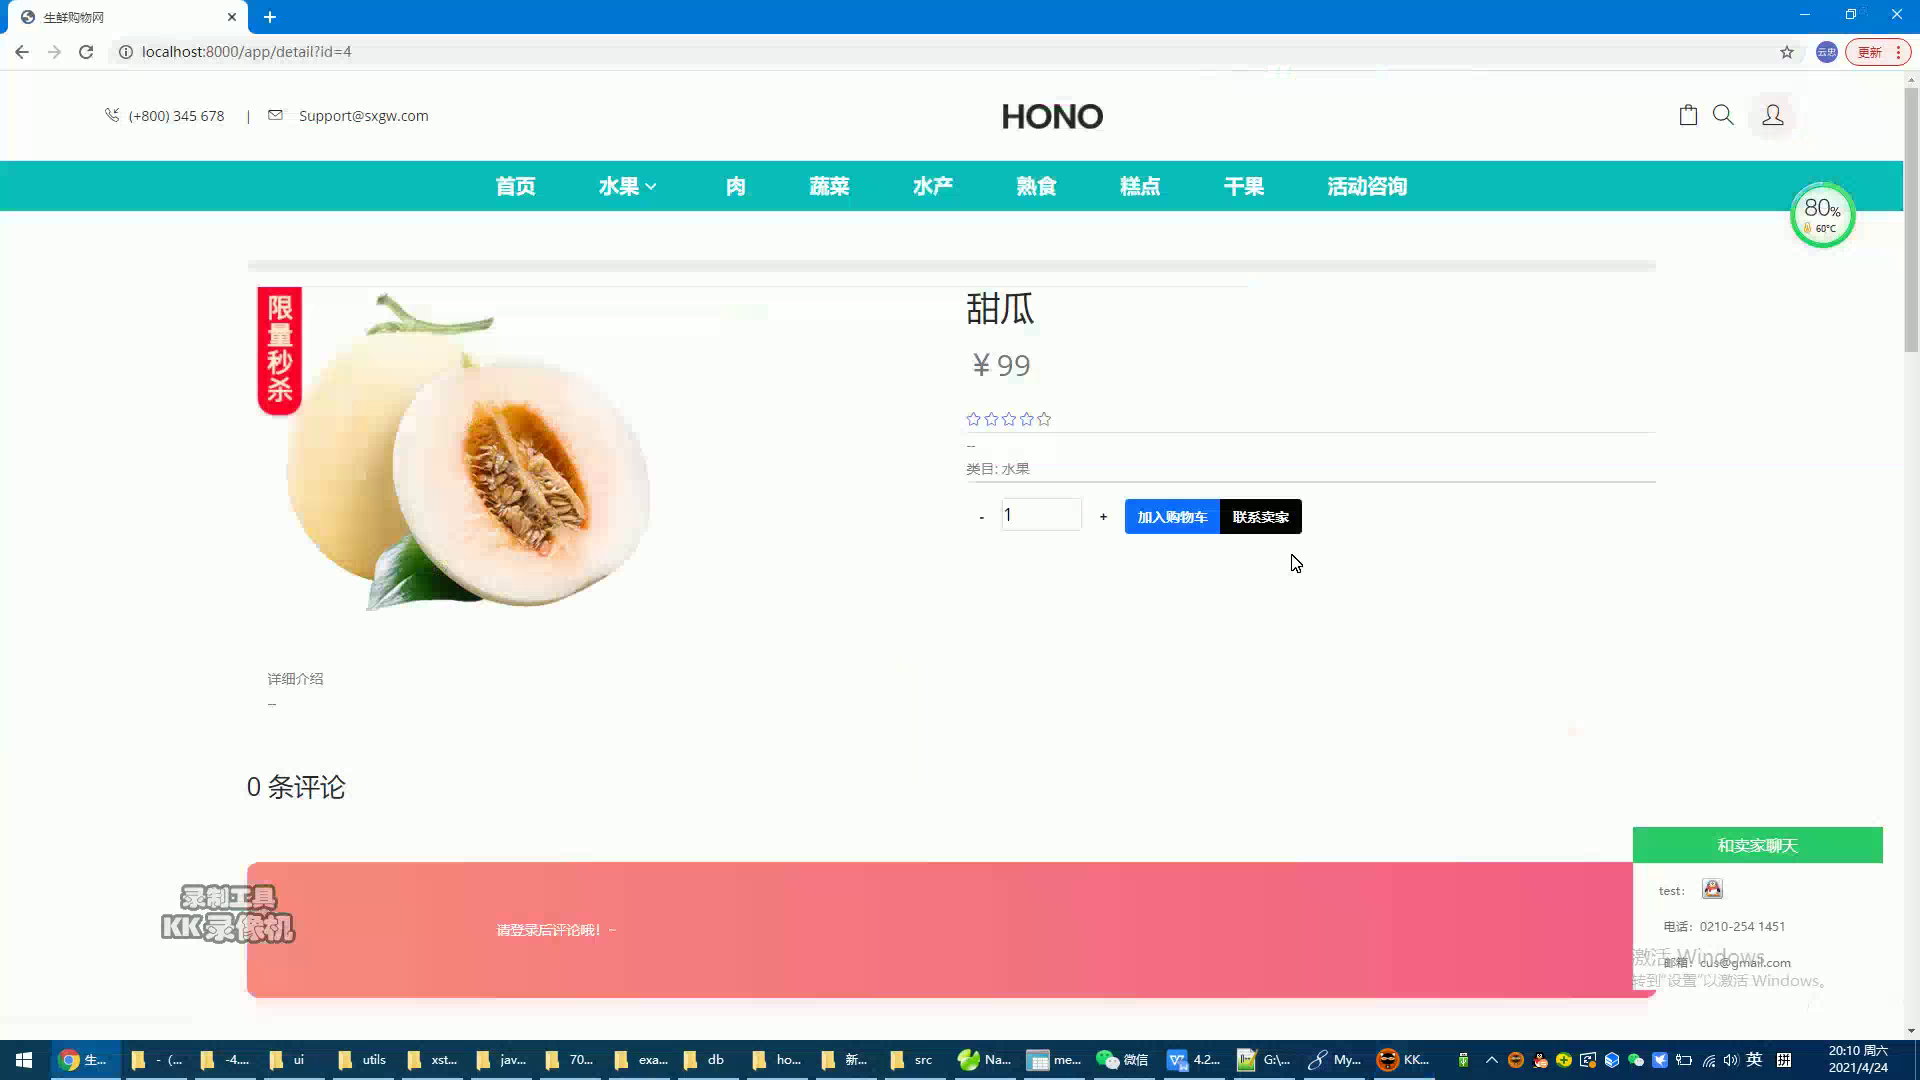 生鲜购物网
localhost:8000/app/detail?id=4
云忠
更新
(+800) 345 678 | Support@sxgw.com
HONO
首页 水果 肉 蔬菜 水产 熟食 糕点 干果 活动咨询
80%
60°C
限量秒杀
甜瓜
¥ 99
--
类目: 水果
- 1 + 加入购物车 联系卖家
详细介绍
--
0 条评论
和卖家聊天
test:
电话: 0210-254 1451
邮箱: cus@gmail.com
请登录后评论哦! --
录制工具
KK录像机
激活 Windows
转到"设置"以激活 Windows。
生... - (... -4.... ui utils xst... jav... 70... exa... db ho... 新... src Na... me... 微信 4.2... G:\... My... KK... 英 拼
20:10 周六
2021/4/24